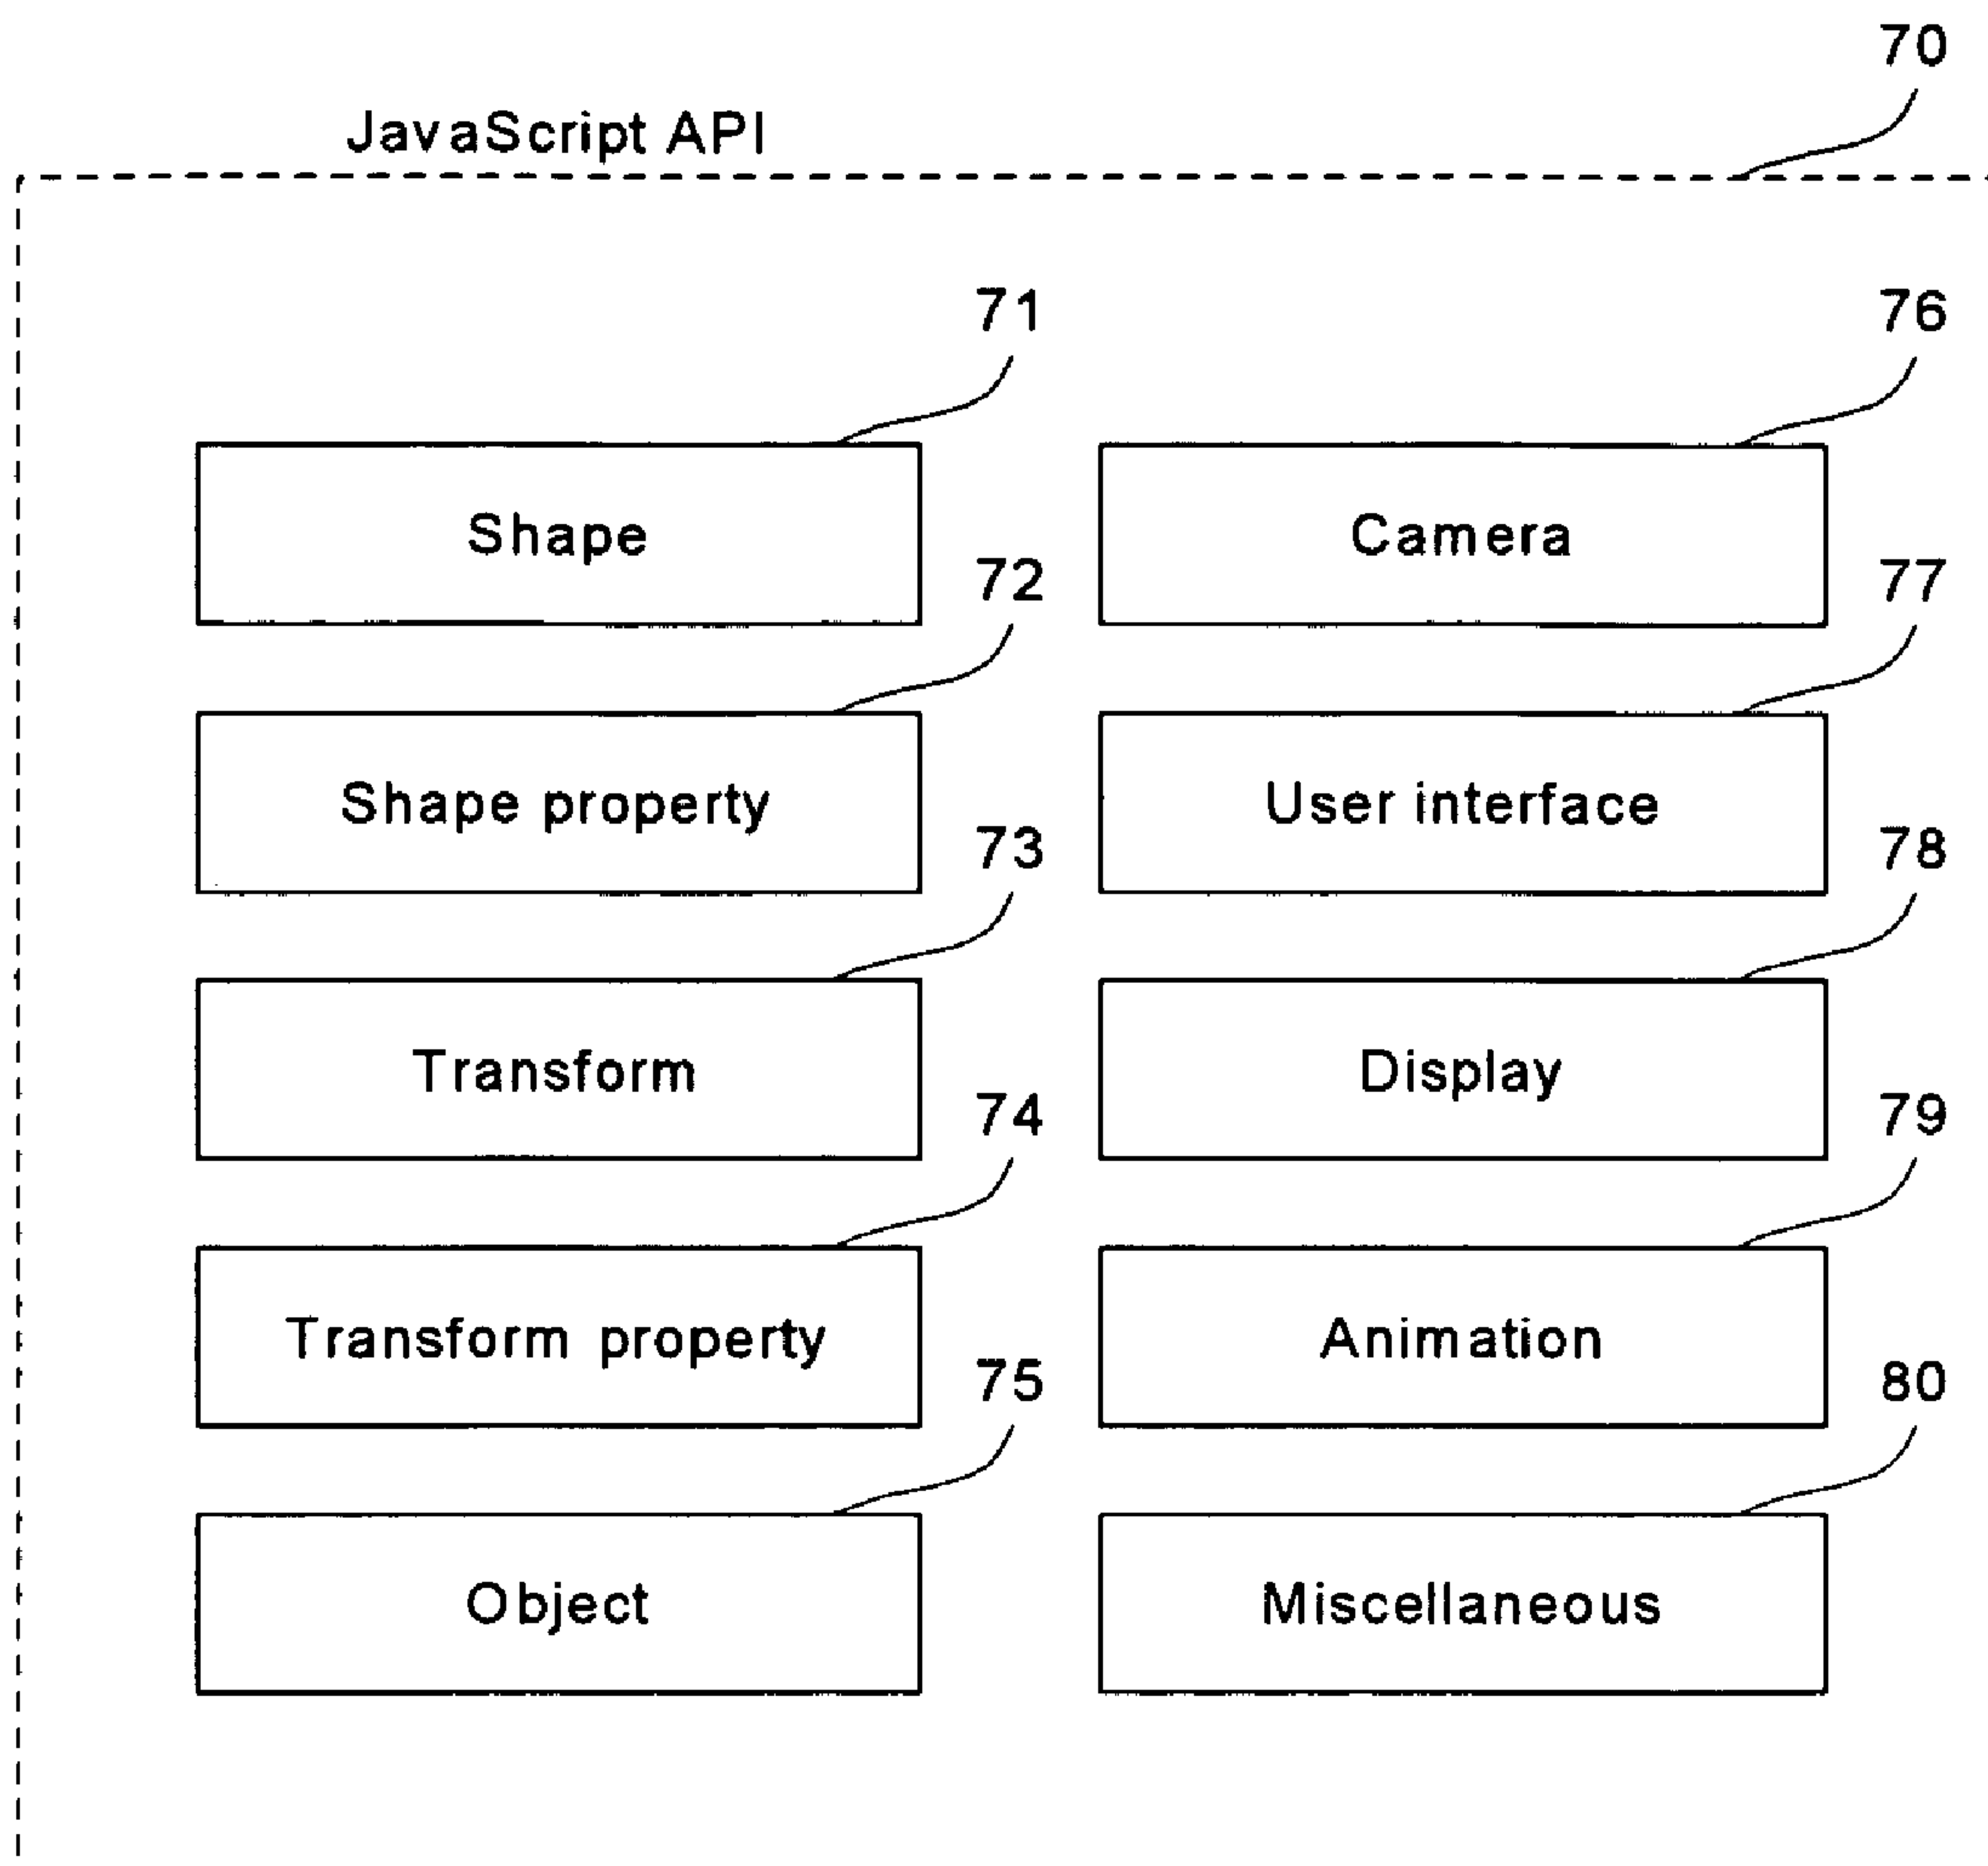 70
JavaScript API
71
76
Shape
Camera
72
77
Shape property
User interface
73
78
Transform
Display
74
79
Transform property
Animation
75
80
Object
Miscellaneous